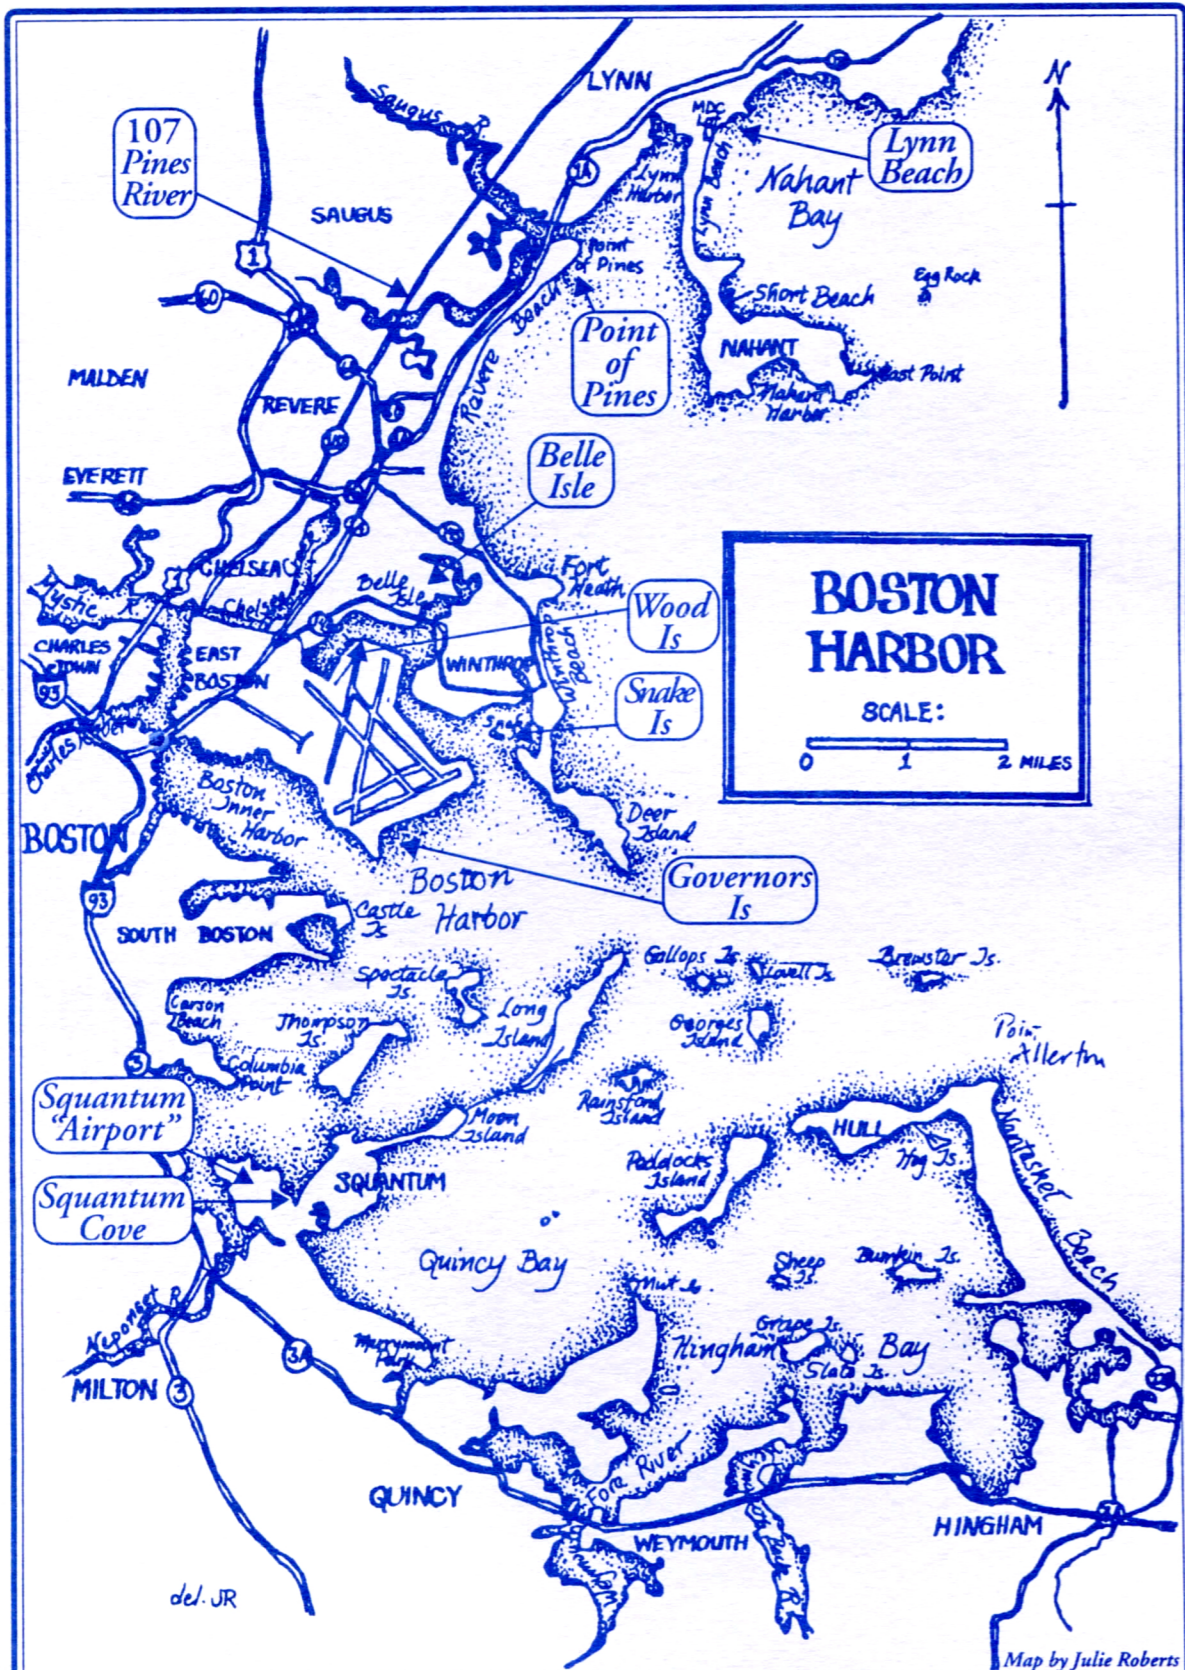 LYNN
N
Saugus R.
MDC
107
Pines
River
Lynn
Beach
1A
Lynn
Harbor
Lynn Beach
Nahant
Bay
SAUGUS
1
Point
of Pines
60
Egg Rock
Short Beach
Revere Beach
Point
of
Pines
NAHANT
MALDEN
East Point
Nahant
Harbor
REVERE
Belle
Isle
EVERETT
BOSTON
HARBOR
SCALE:
0 1 2 MILES
1
CHELSEA
Fort
Heath
Mystic R.
Chelsea
Belle
Isle
Wood
Is
CHARLES
TOWN
EAST
BOSTON
WINTHROP
Winthrop
Beach
93
Snake
Is
Snake
Is
Charles River
Boston
Inner
Harbor
BOSTON
Deer
Island
93
Boston
Harbor
Governors
Is
SOUTH BOSTON
Castle
Is
Gallops Is.
Lovell Is.
Brewster Is.
Spectacle
Is.
Carson
Beach
Thompson
Is.
Long
Island
Georges
Island
Point
Allerton
3
Columbia
Point
Squantum
"Airport"
Rainsford
Island
Moon
Island
HULL
Hog Is.
Nantasket Beach
Squantum
Cove
SQUANTUM
Peddocks
Island
Quincy Bay
Nut Is
Sheep
Is.
Bumkin Is.
Neponset R.
3A
Merrymount
Park
Grape Is.
Hingham Bay
Slate Is.
MILTON
3
QUINCY
Fore River
WEYMOUTH
HINGHAM
3A
del. JR
Map by Julie Roberts